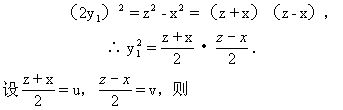 (2y₁)² = z² - x² = (z + x) (z - x),
∴ y₁² = (z + x)/2 · (z − x)/2 .
设 (z + x)/2 = u, (z − x)/2 = v, 则